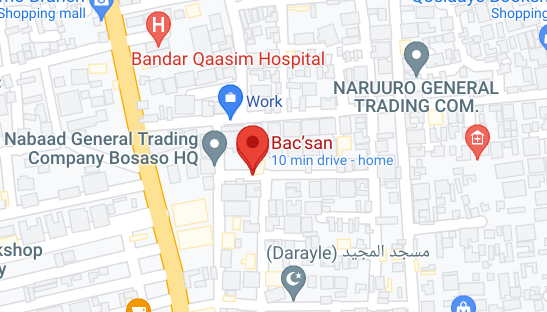 Shopping mall
Shopping
Bandar Qaasim Hospital
NARUURO GENERAL
TRADING COM.
Work
Nabaad General Trading
Company Bosaso HQ
Bac'san
10 min drive - home
(Darayle) مسجد المجيد